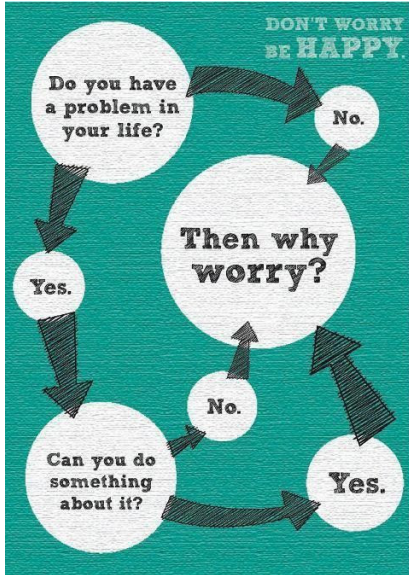 DON'T WORRY
BE HAPPY.
Do you have
a problem in
your life?
No.
Then why
worry?
Yes.
No.
Can you do
something
about it?
Yes.